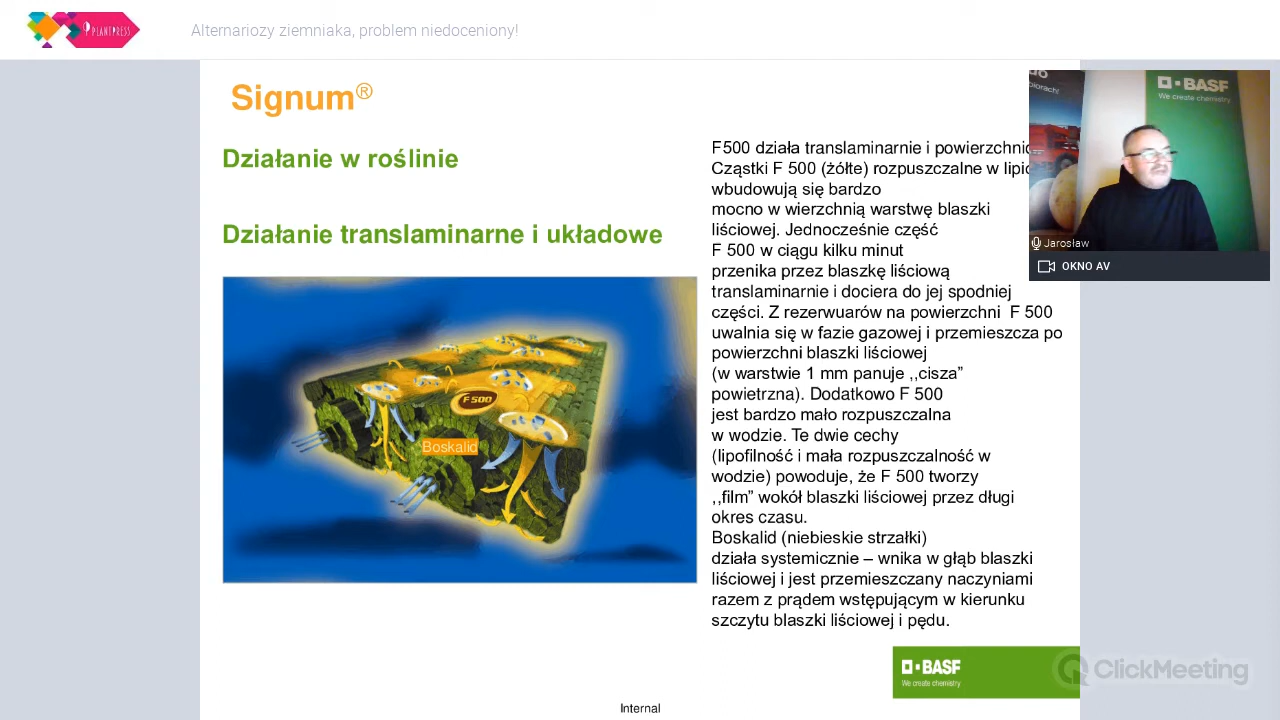 PLANTPRESS
Alternariozy ziemniaka, problem niedoceniony!
Signum®
Działanie w roślinie
Działanie translaminarne i układowe
F 500
Boskalid
F500 działa translaminarnie i
Cząstki F 500 (żółte) rozpuszczalne w
wbudowują się bardzo
mocno w wierzchnią warstwę blaszki
liściowej. Jednocześnie część
F 500 w ciągu kilku minut
przenika przez blaszkę liściową
translaminarnie i dociera do jej spodniej
części. Z rezerwuarów na powierzchni F 500
uwalnia się w fazie gazowej i przemieszcza po
powierzchni blaszki liściowej
(w warstwie 1 mm panuje ,,cisza”
powietrzna). Dodatkowo F 500
jest bardzo mało rozpuszczalna
w wodzie. Te dwie cechy
(lipofilność i mała rozpuszczalność w
wodzie) powoduje, że F 500 tworzy
,,film” wokół blaszki liściowej przez długi
okres czasu.
Boskalid (niebieskie strzałki)
działa systemicznie – wnika w głąb blaszki
liściowej i jest przemieszczany naczyniami
razem z prądem wstępującym w kierunku
szczytu blaszki liściowej i pędu.
BASF
We create chemistry
Jarosław
OKNO AV
BASF
We create chemistry
ClickMeeting
Internal